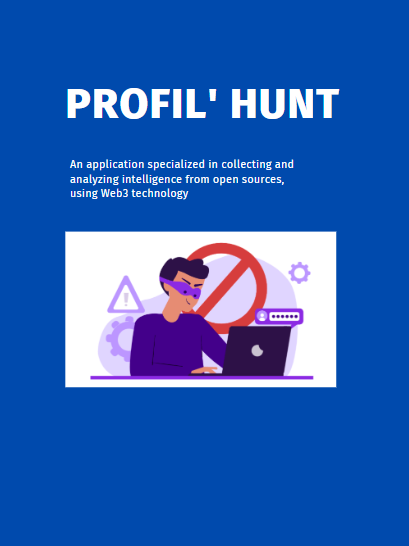 PROFIL' HUNT
An application specialized in collecting and
analyzing intelligence from open sources,
using Web3 technology